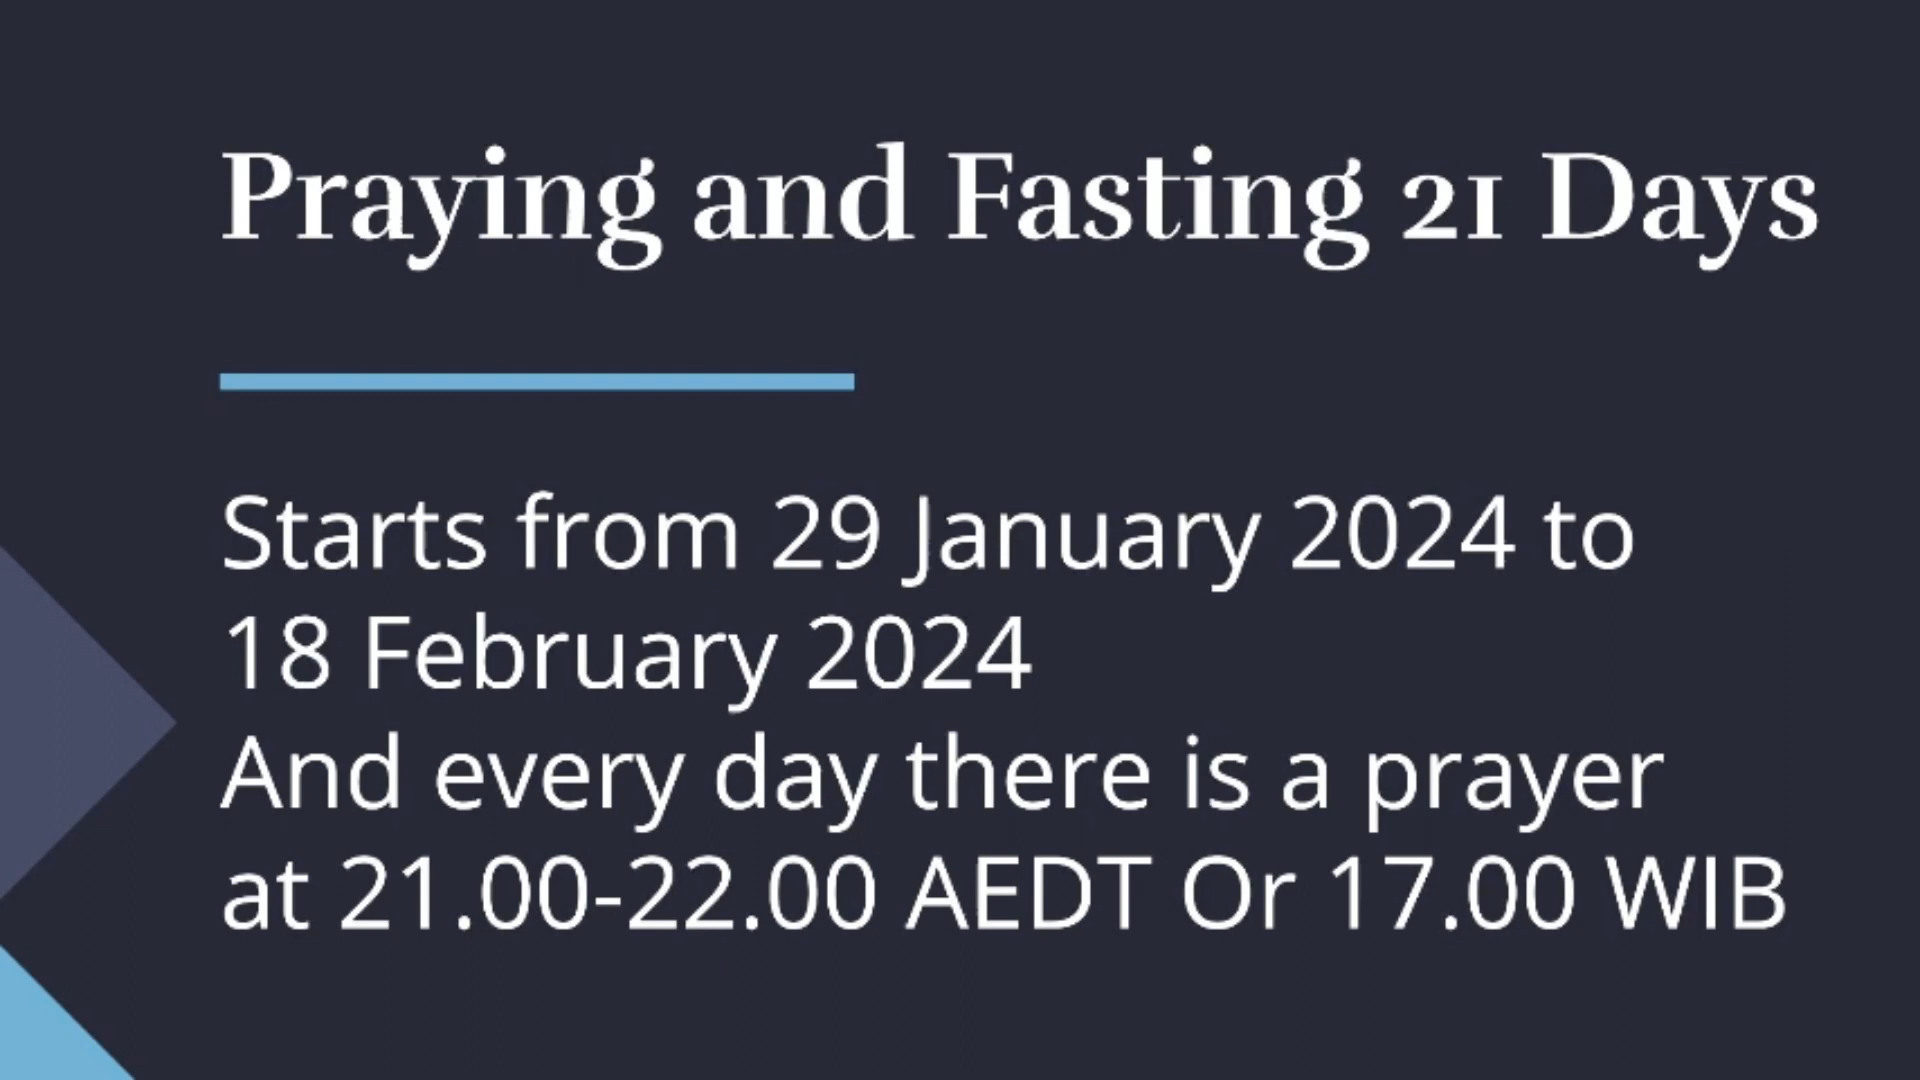 Praying and Fasting 21 Days
Starts from 29 January 2024 to
18 February 2024
And every day there is a prayer
at 21.00-22.00 AEDT Or 17.00 WIB